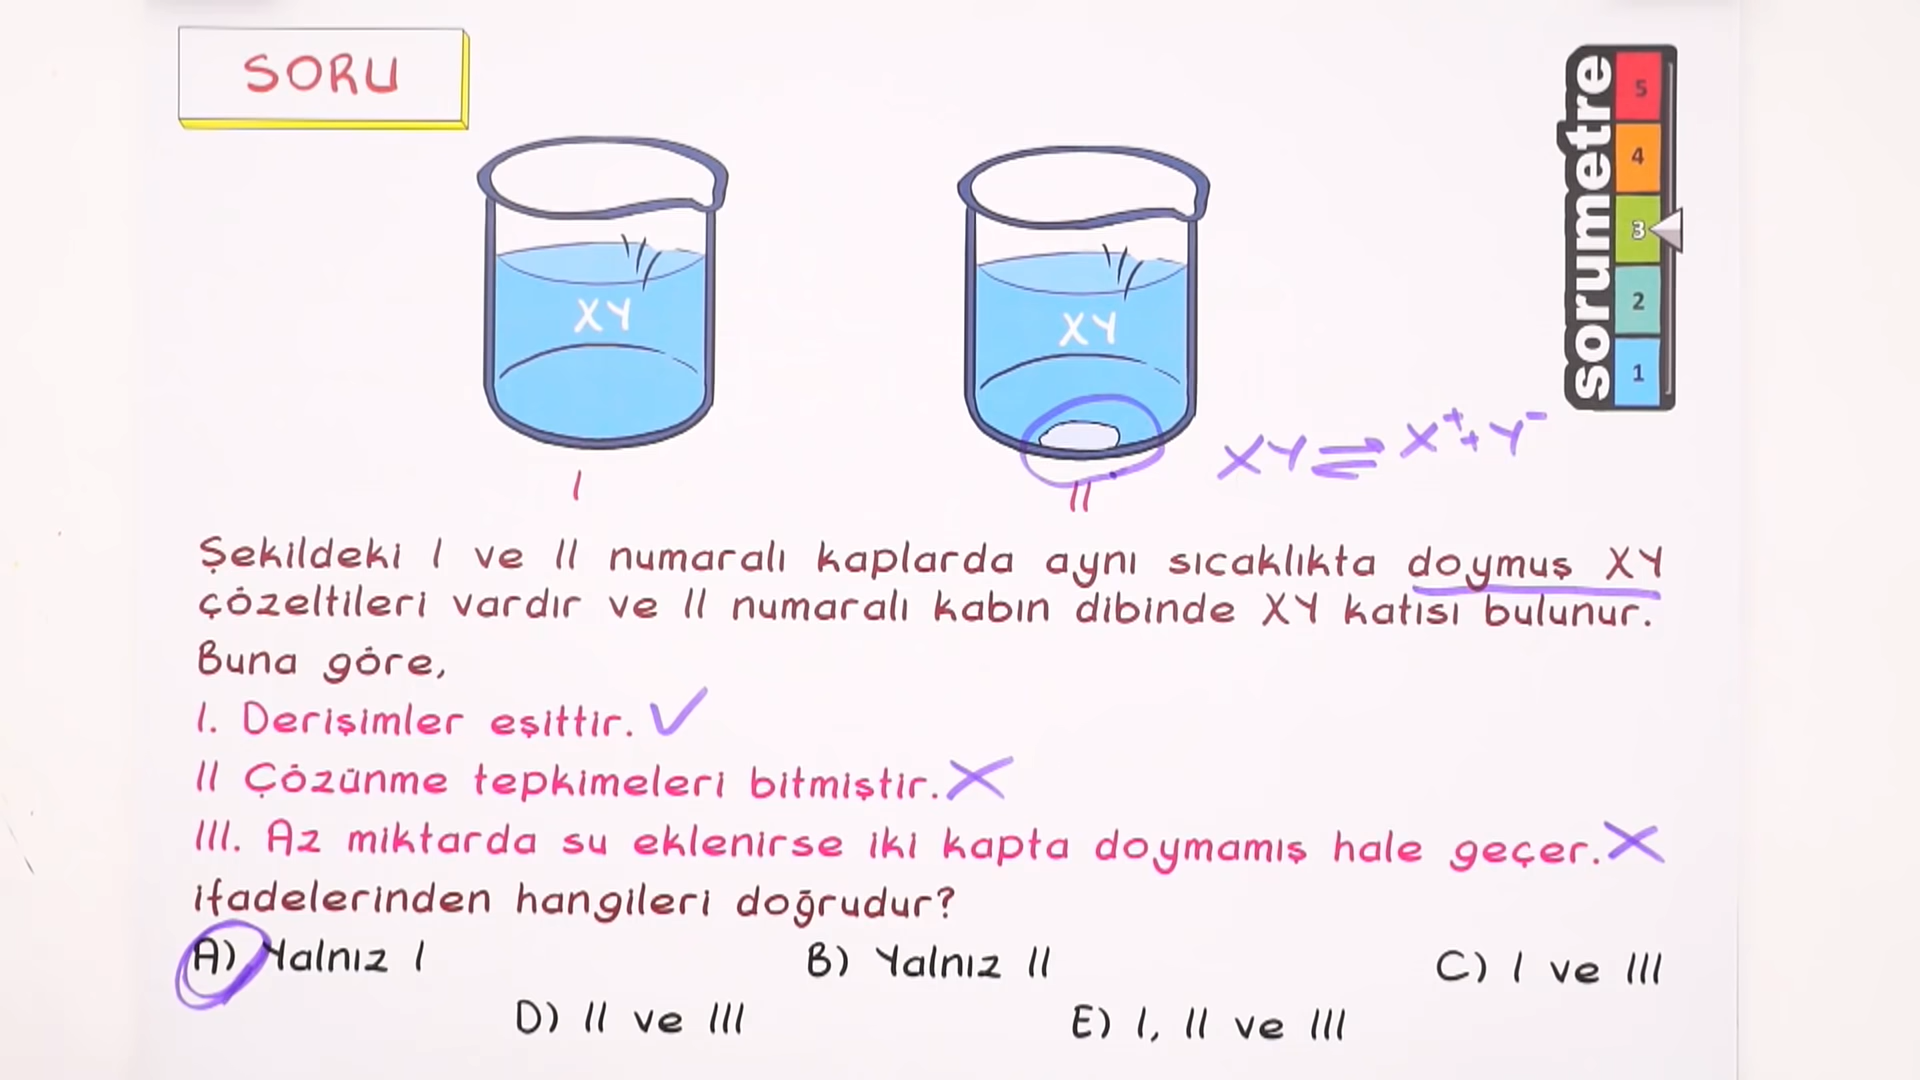 SORU
sorumetre
5
4
3
2
1
XY
XY
I
II
XY ⇌ X⁺ + Y⁻
Şekildeki I ve II numaralı kaplarda aynı sıcaklıkta doymuş XY
çözeltileri vardır ve II numaralı kabın dibinde XY katısı bulunur.
Buna göre,
I. Derişimler eşittir. ✓
II Çözünme tepkimeleri bitmiştir. X
III. Az miktarda su eklenirse iki kapta doymamış hale geçer. X
ifadelerinden hangileri doğrudur?
A) Yalnız I B) Yalnız II C) I ve III
D) II ve III E) I, II ve III